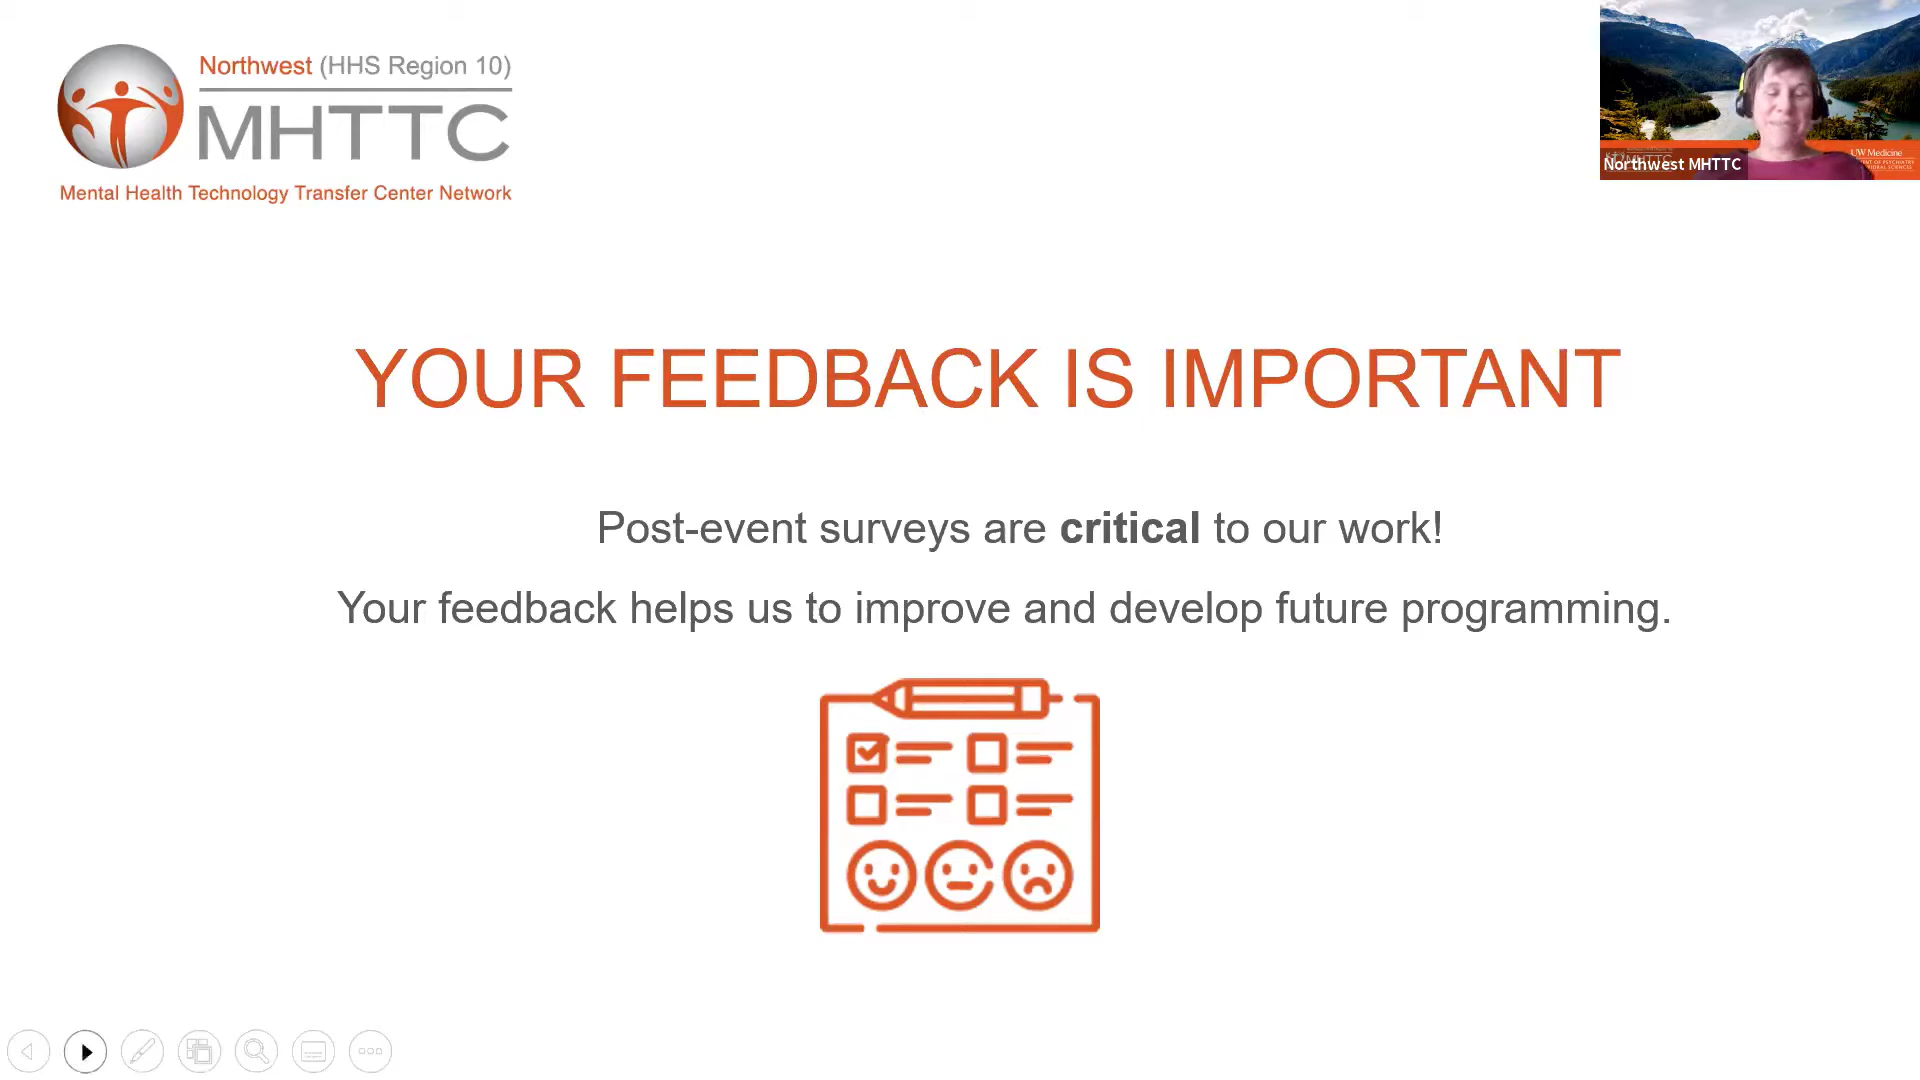 Northwest (HHS Region 10)
MHTTC
Mental Health Technology Transfer Center Network
Northwest MHTTC
UW Medicine
YOUR FEEDBACK IS IMPORTANT
Post-event surveys are critical to our work!
Your feedback helps us to improve and develop future programming.